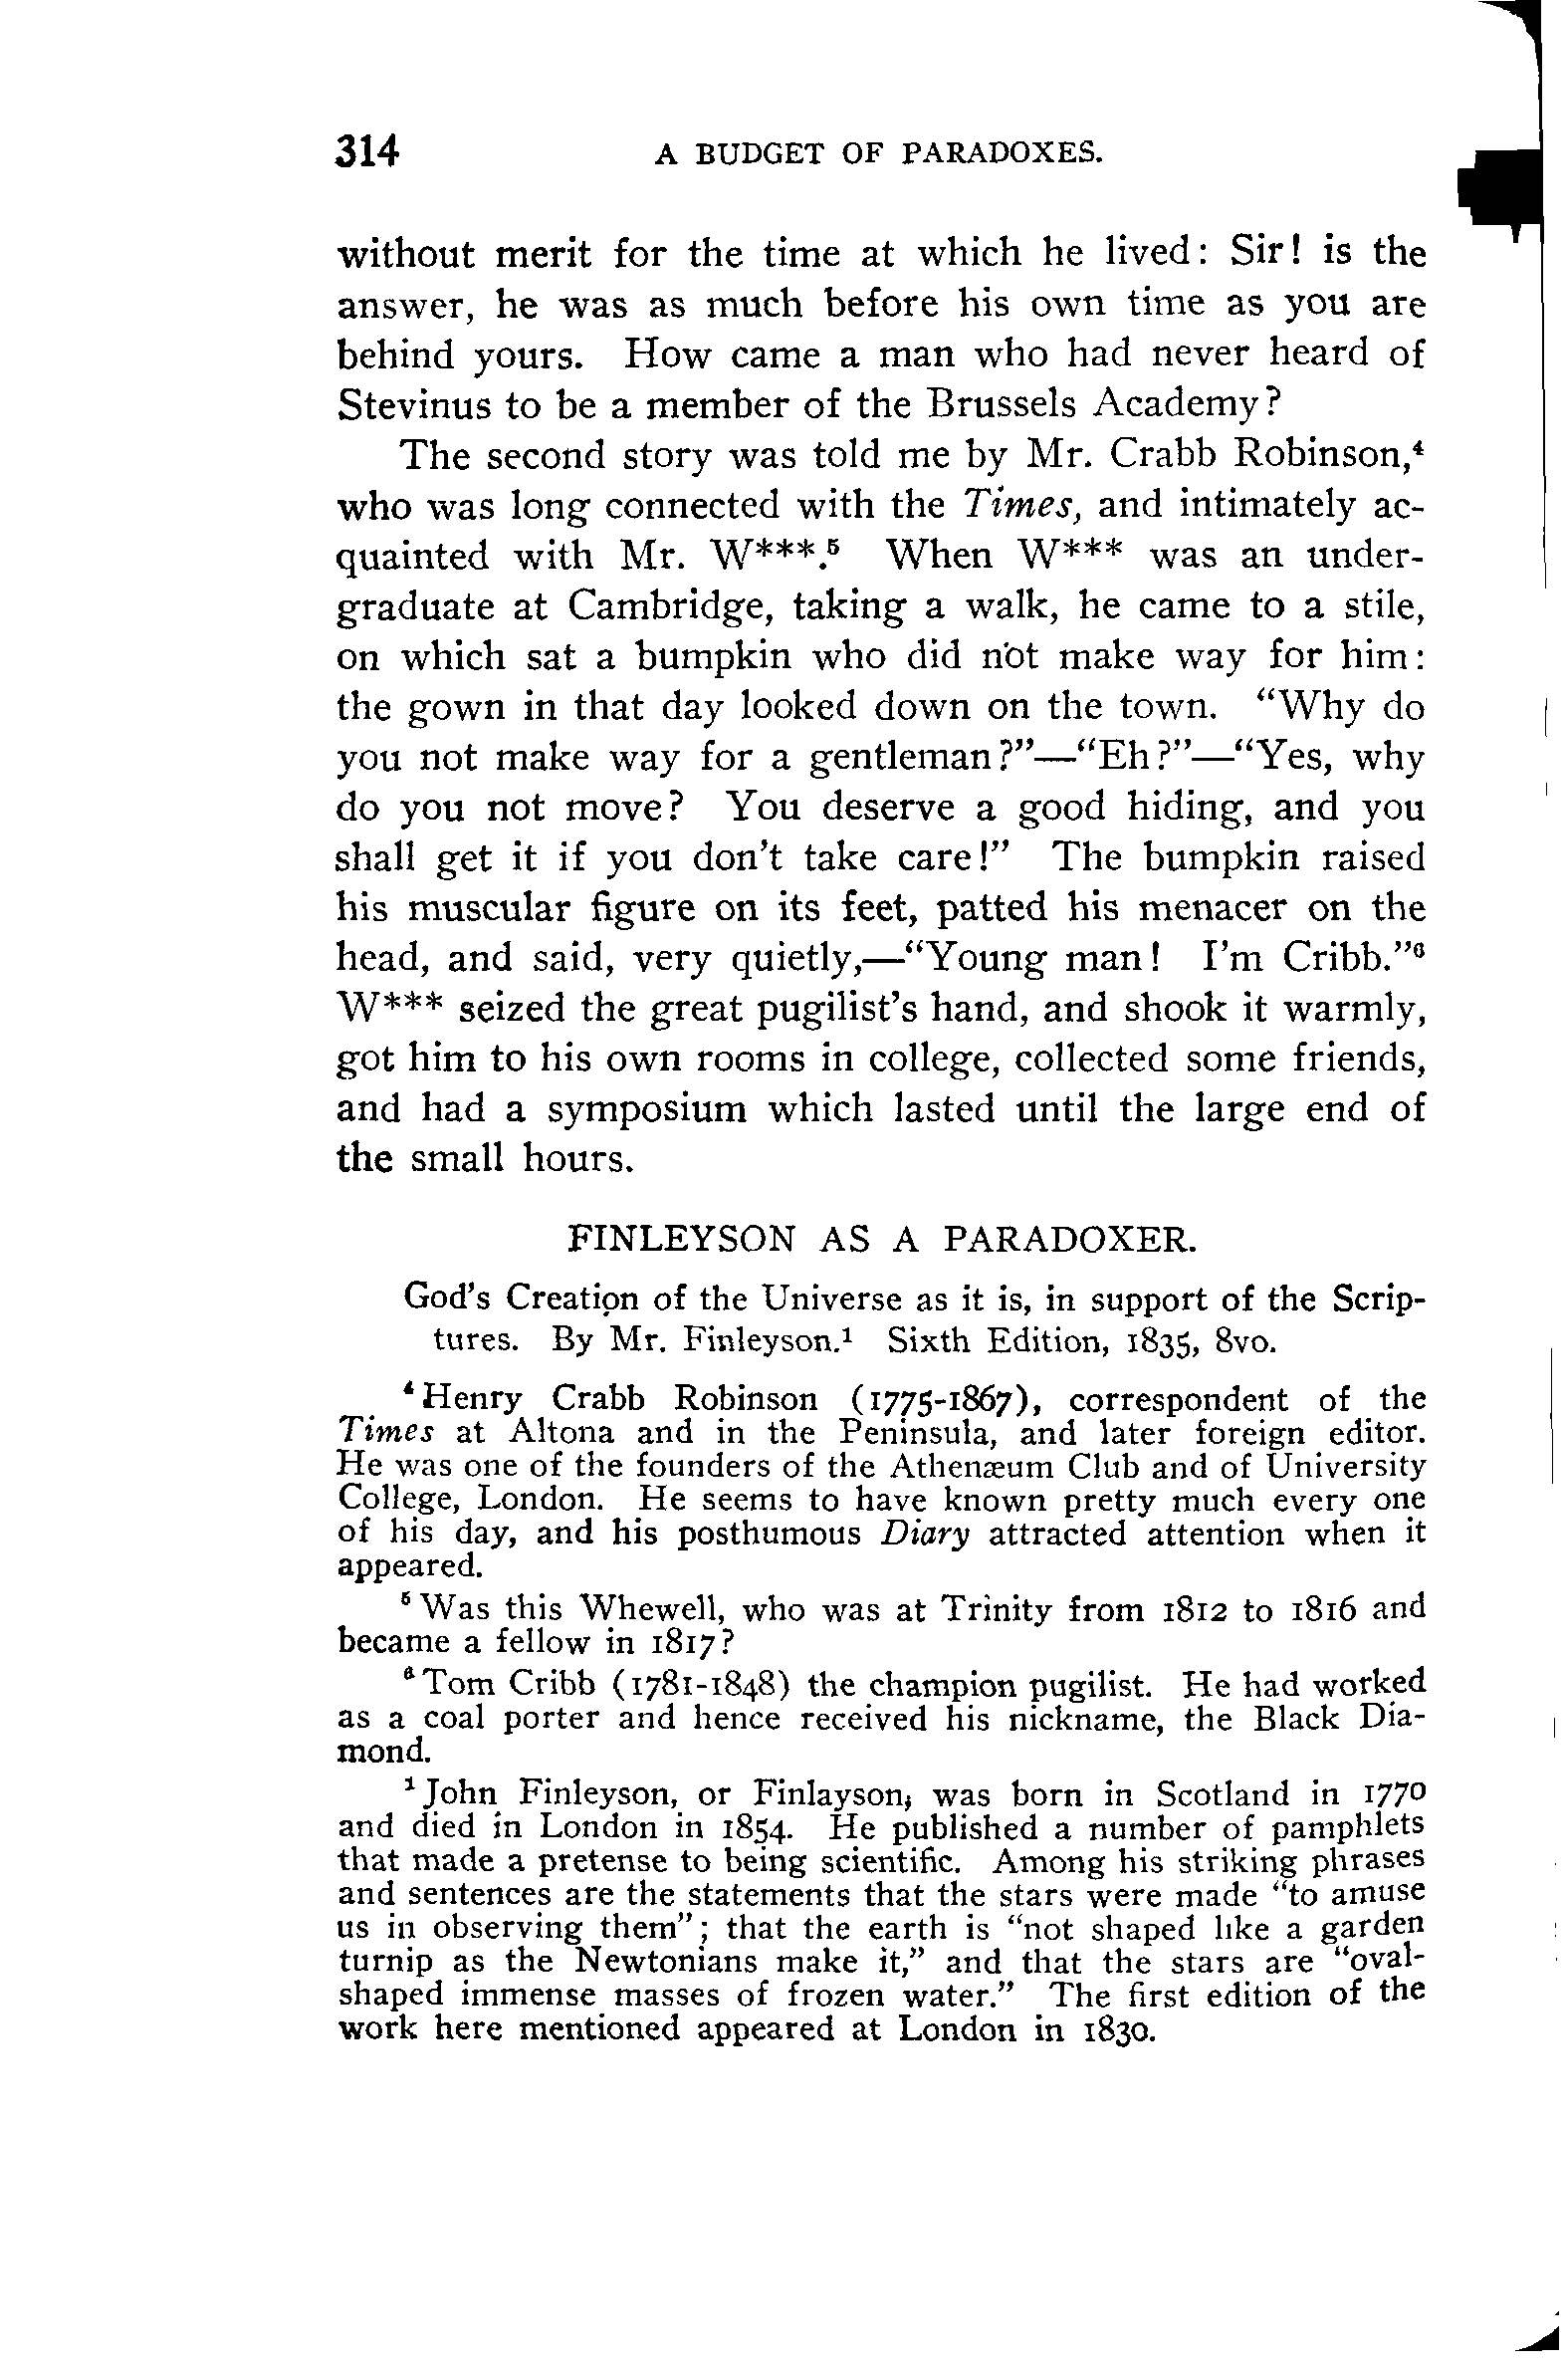 314 A BUDGET OF PARADOXES.
without merit for the time at which he lived: Sir! is the
answer, he was as much before his own time as you are
behind yours. How came a man who had never heard of
Stevinus to be a member of the Brussels Academy?
The second story was told me by Mr. Crabb Robinson,⁴
who was long connected with the Times, and intimately ac-
quainted with Mr. W***.⁵ When W*** was an under-
graduate at Cambridge, taking a walk, he came to a stile,
on which sat a bumpkin who did not make way for him:
the gown in that day looked down on the town. “Why do
you not make way for a gentleman?”—“Eh?”—“Yes, why
do you not move? You deserve a good hiding, and you
shall get it if you don’t take care!” The bumpkin raised
his muscular figure on its feet, patted his menacer on the
head, and said, very quietly,—“Young man! I’m Cribb.”⁶
W*** seized the great pugilist’s hand, and shook it warmly,
got him to his own rooms in college, collected some friends,
and had a symposium which lasted until the large end of
the small hours.
FINLEYSON AS A PARADOXER.
God’s Creation of the Universe as it is, in support of the Scrip-
tures. By Mr. Finleyson.¹ Sixth Edition, 1835, 8vo.
⁴ Henry Crabb Robinson (1775-1867), correspondent of the
Times at Altona and in the Peninsula, and later foreign editor.
He was one of the founders of the Athenæum Club and of University
College, London. He seems to have known pretty much every one
of his day, and his posthumous Diary attracted attention when it
appeared.
⁵ Was this Whewell, who was at Trinity from 1812 to 1816 and
became a fellow in 1817?
⁶ Tom Cribb (1781-1848) the champion pugilist. He had worked
as a coal porter and hence received his nickname, the Black Dia-
mond.
¹ John Finleyson, or Finlayson, was born in Scotland in 1770
and died in London in 1854. He published a number of pamphlets
that made a pretense to being scientific. Among his striking phrases
and sentences are the statements that the stars were made “to amuse
us in observing them”; that the earth is “not shaped like a garden
turnip as the Newtonians make it,” and that the stars are “oval-
shaped immense masses of frozen water.” The first edition of the
work here mentioned appeared at London in 1830.